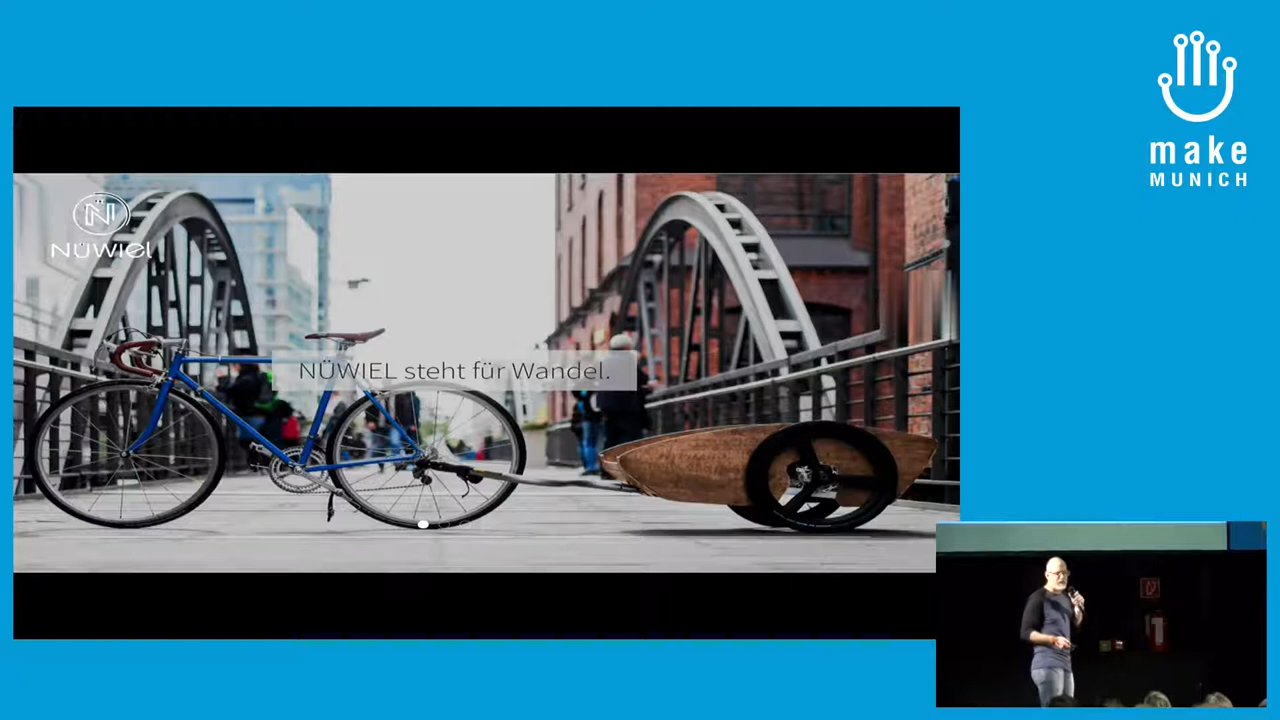 make
MUNICH
N̈
NÜWIEL
NÜWIEL steht für Wandel.